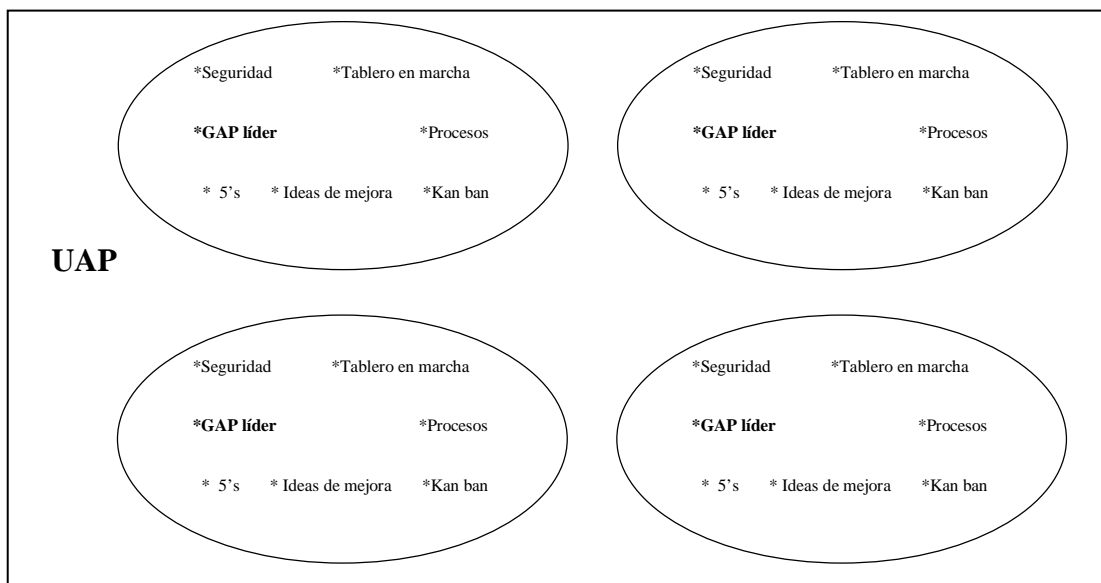 *Seguridad *Tablero en marcha
*GAP líder *Procesos
* 5’s * Ideas de mejora *Kan ban
*Seguridad *Tablero en marcha
*GAP líder *Procesos
* 5’s * Ideas de mejora *Kan ban
UAP
*Seguridad *Tablero en marcha
*GAP líder *Procesos
* 5’s * Ideas de mejora *Kan ban
*Seguridad *Tablero en marcha
*GAP líder *Procesos
* 5’s * Ideas de mejora *Kan ban